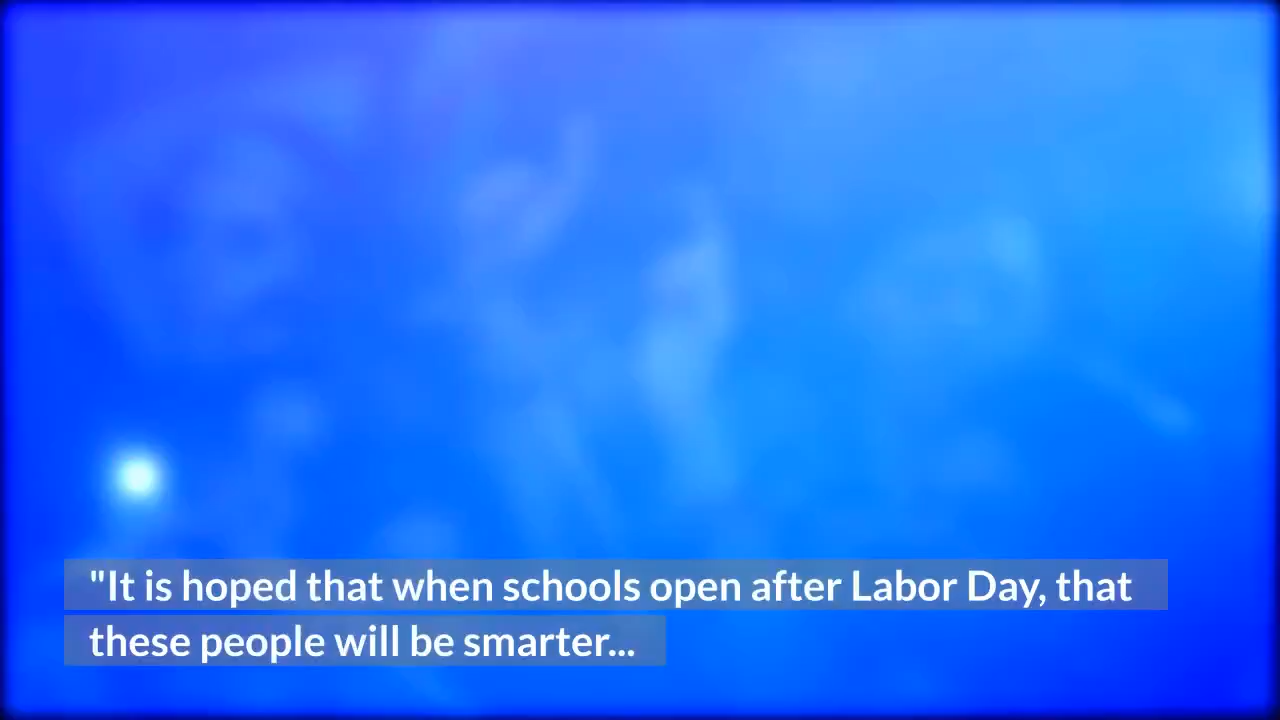 "It is hoped that when schools open after Labor Day, that
these people will be smarter...